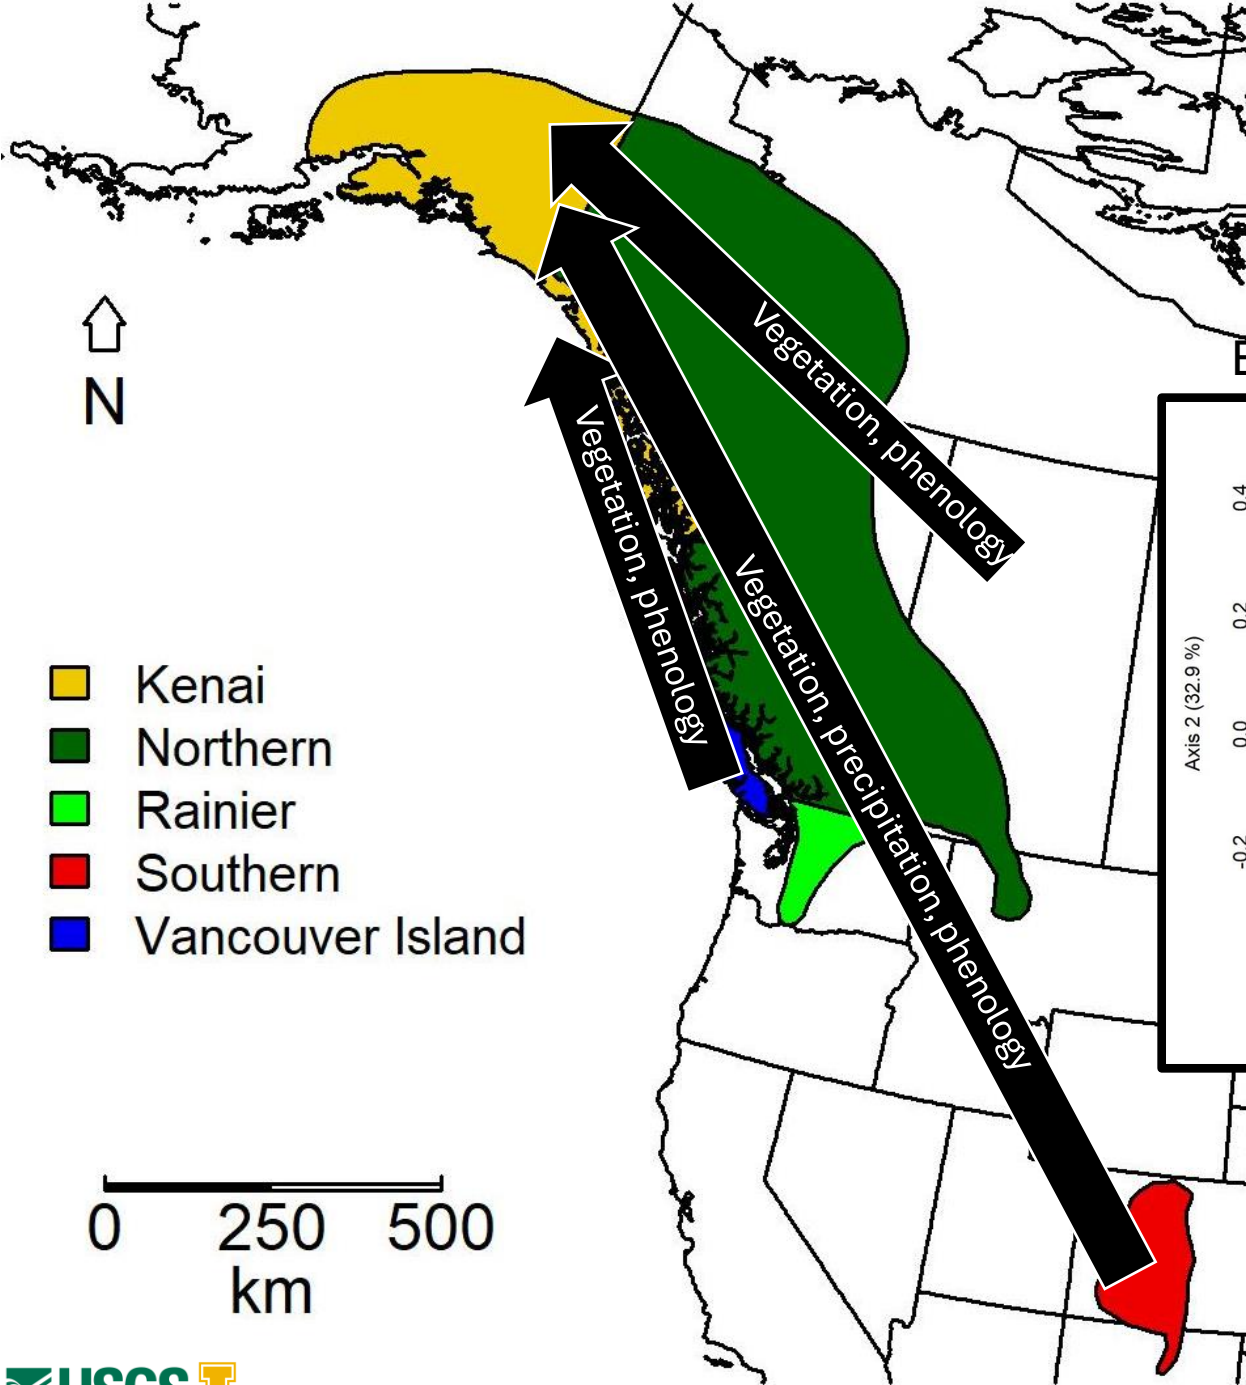 N
Vegetation, phenology
Vegetation, phenology
Vegetation, precipitation, phenology
Kenai
Northern
Rainier
Southern
Vancouver Island
0 250 500
km
Axis 2 (32.9 %)
0.4
0.2
0.0
-0.2
USGS
I